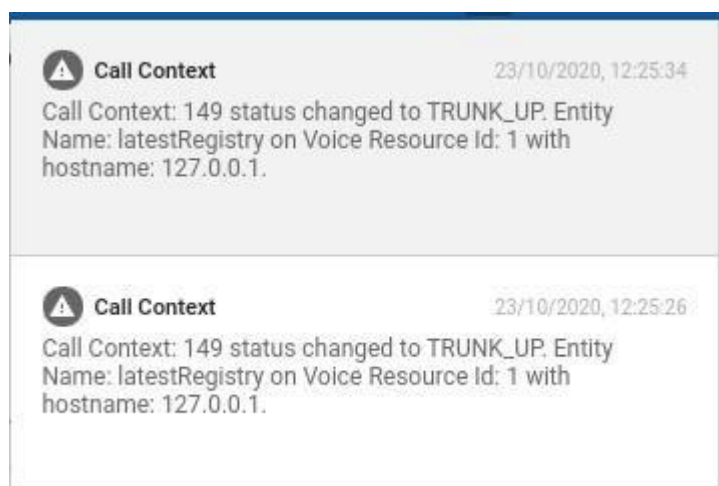 Call Context 23/10/2020, 12:25:34
Call Context: 149 status changed to TRUNK_UP. Entity
Name: latestRegistry on Voice Resource Id: 1 with
hostname: 127.0.0.1.
Call Context 23/10/2020, 12:25:26
Call Context: 149 status changed to TRUNK_UP. Entity
Name: latestRegistry on Voice Resource Id: 1 with
hostname: 127.0.0.1.